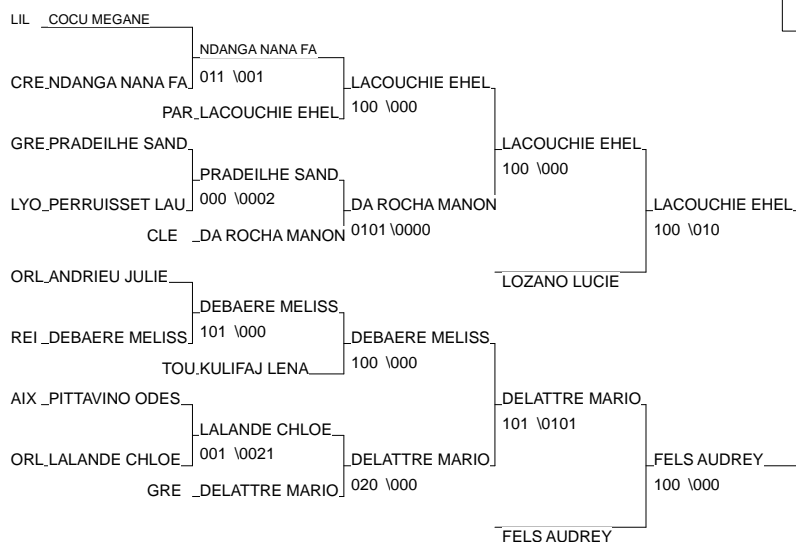 LIL COCU MEGANE
NDANGA NANA FA
CRE NDANGA NANA FA 011 \001 LACOUCHIE EHEL
PAR LACOUCHIE EHEL 100 \000
GRE PRADEILHE SAND LACOUCHIE EHEL
PRADEILHE SAND 100 \000
LYO PERRUISSET LAU 000 \0002 DA ROCHA MANON LACOUCHIE EHEL
CLE DA ROCHA MANON 0101 \0000 100 \010
ORL ANDRIEU JULIE LOZANO LUCIE
DEBAERE MELISS
REI DEBAERE MELISS 101 \000 DEBAERE MELISS
TOU KULIFAJ LENA 100 \000
AIX PITTAVINO ODES DELATTRE MARIO
LALANDE CHLOE 101 \0101
ORL LALANDE CHLOE 001 \0021 DELATTRE MARIO FELS AUDREY
GRE DELATTRE MARIO 020 \000 100 \000
FELS AUDREY